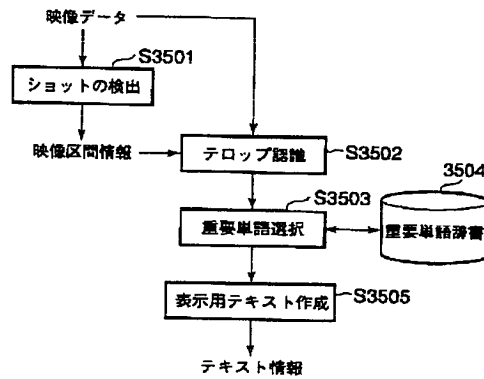 映像データ
S3501
ショットの検出
映像区間情報
テロップ認識
S3502
S3503
3504
重要単語選択
重要単語辞書
表示用テキスト作成
S3505
テキスト情報